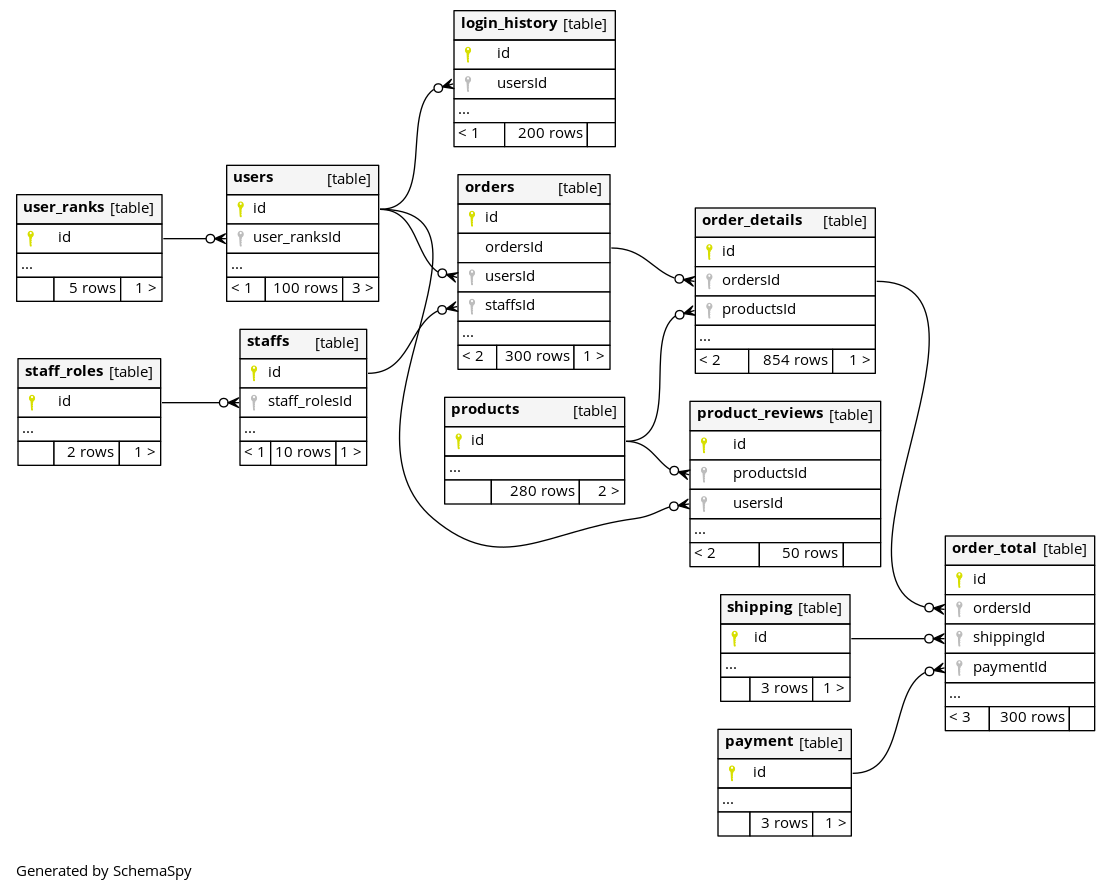 login_history [table]
id
usersId
...
< 1 200 rows
users [table]
id
user_ranksId
...
< 1 100 rows 3 >
user_ranks [table]
id
...
5 rows 1 >
orders [table]
id
ordersId
usersId
staffsId
...
< 2 300 rows 1 >
order_details [table]
id
ordersId
productsId
...
< 2 854 rows 1 >
staffs [table]
id
staff_rolesId
...
< 1 10 rows 1 >
staff_roles [table]
id
...
2 rows 1 >
products [table]
id
...
280 rows 2 >
product_reviews [table]
id
productsId
usersId
...
< 2 50 rows
order_total [table]
id
ordersId
shippingId
paymentId
...
< 3 300 rows
shipping [table]
id
...
3 rows 1 >
payment [table]
id
...
3 rows 1 >
Generated by SchemaSpy